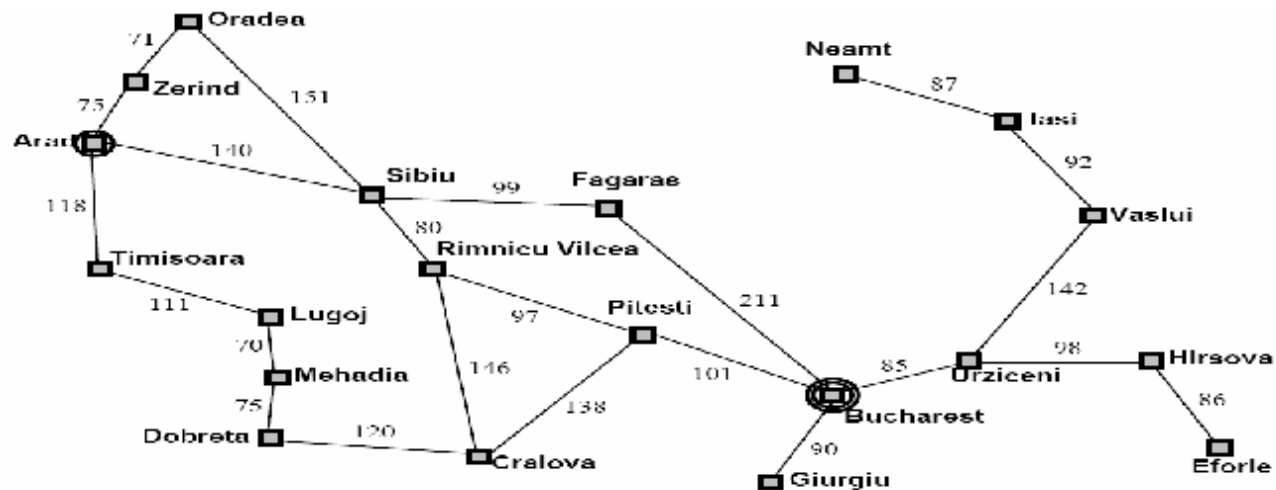 Oradea
71
Neamt
Zerind
87
75
151
Iasi
Arad
140
92
Sibiu
Fagaras
99
118
Vaslui
80
Timisoara
Rimnicu Vilcea
142
111
Lugoj
97
Pitesti
211
70
Mehadia
146
101
85
98
Hirsova
Urziceni
75
138
86
Dobreta
120
Bucharest
Craiova
90
Eforie
Giurgiu